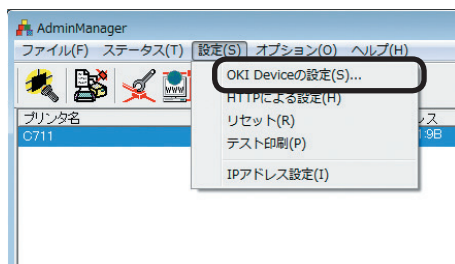 AdminManager
ファイル(F) ステータス(T) 設定(S) オプション(O) ヘルプ(H)
OKI Deviceの設定(S)...
HTTPによる設定(H)
リセット(R)
テスト印刷(P)
IPアドレス設定(I)
プリンタ名 レス
C711 :9B